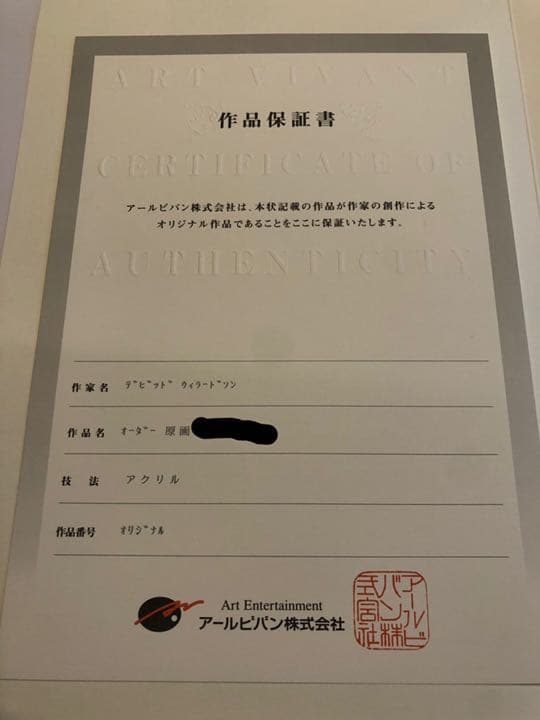 ART VIVANT
作品保証書
CERTIFICATE OF
アールビバン株式会社は、本状記載の作品が作家の創作による
オリジナル作品であることをここに保証いたします。
AUTHENTICITY
作家名 ﾃﾞﾋﾞｯﾄﾞ ｳｨﾗｰﾄﾞｿﾝ
作品名 ｵｰﾀﾞｰ 原画
技法 アクリル
作品番号 ｵﾘｼﾞﾅﾙ
Art Entertainment
アールビバン株式会社
アールビバン株式会社